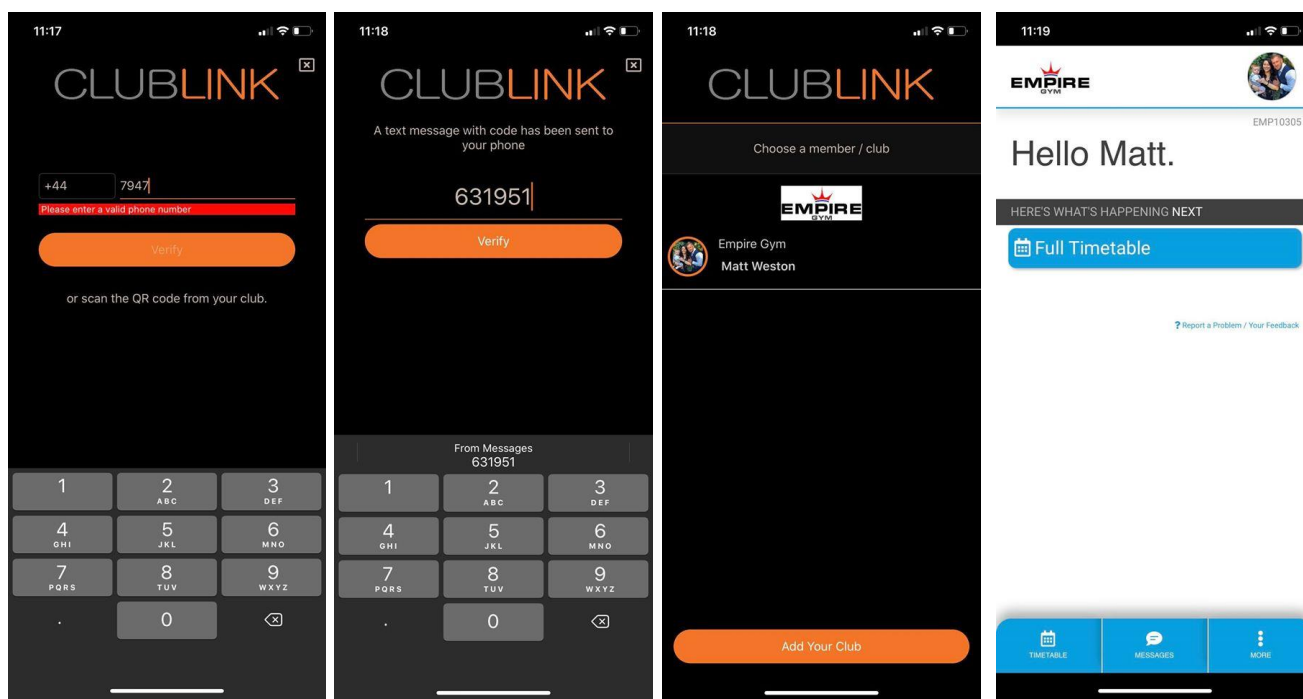 11:17
CLUBLINK
+44 7947
Please enter a valid phone number
Verify
or scan the QR code from your club.
1 2 3
ABC DEF
4 5 6
GHI JKL MNO
7 8 9
PQRS TUV WXYZ
. 0
11:18
CLUBLINK
A text message with code has been sent to
your phone
631951
Verify
From Messages
631951
1 2 3
ABC DEF
4 5 6
GHI JKL MNO
7 8 9
PQRS TUV WXYZ
. 0
11:18
CLUBLINK
Choose a member / club
EMPIRE
GYM
Empire Gym
Matt Weston
Add Your Club
11:19
EMPIRE
GYM
EMP10305
Hello Matt.
HERE'S WHAT'S HAPPENING NEXT
Full Timetable
? Report a Problem / Your Feedback
TIMETABLE MESSAGES MORE